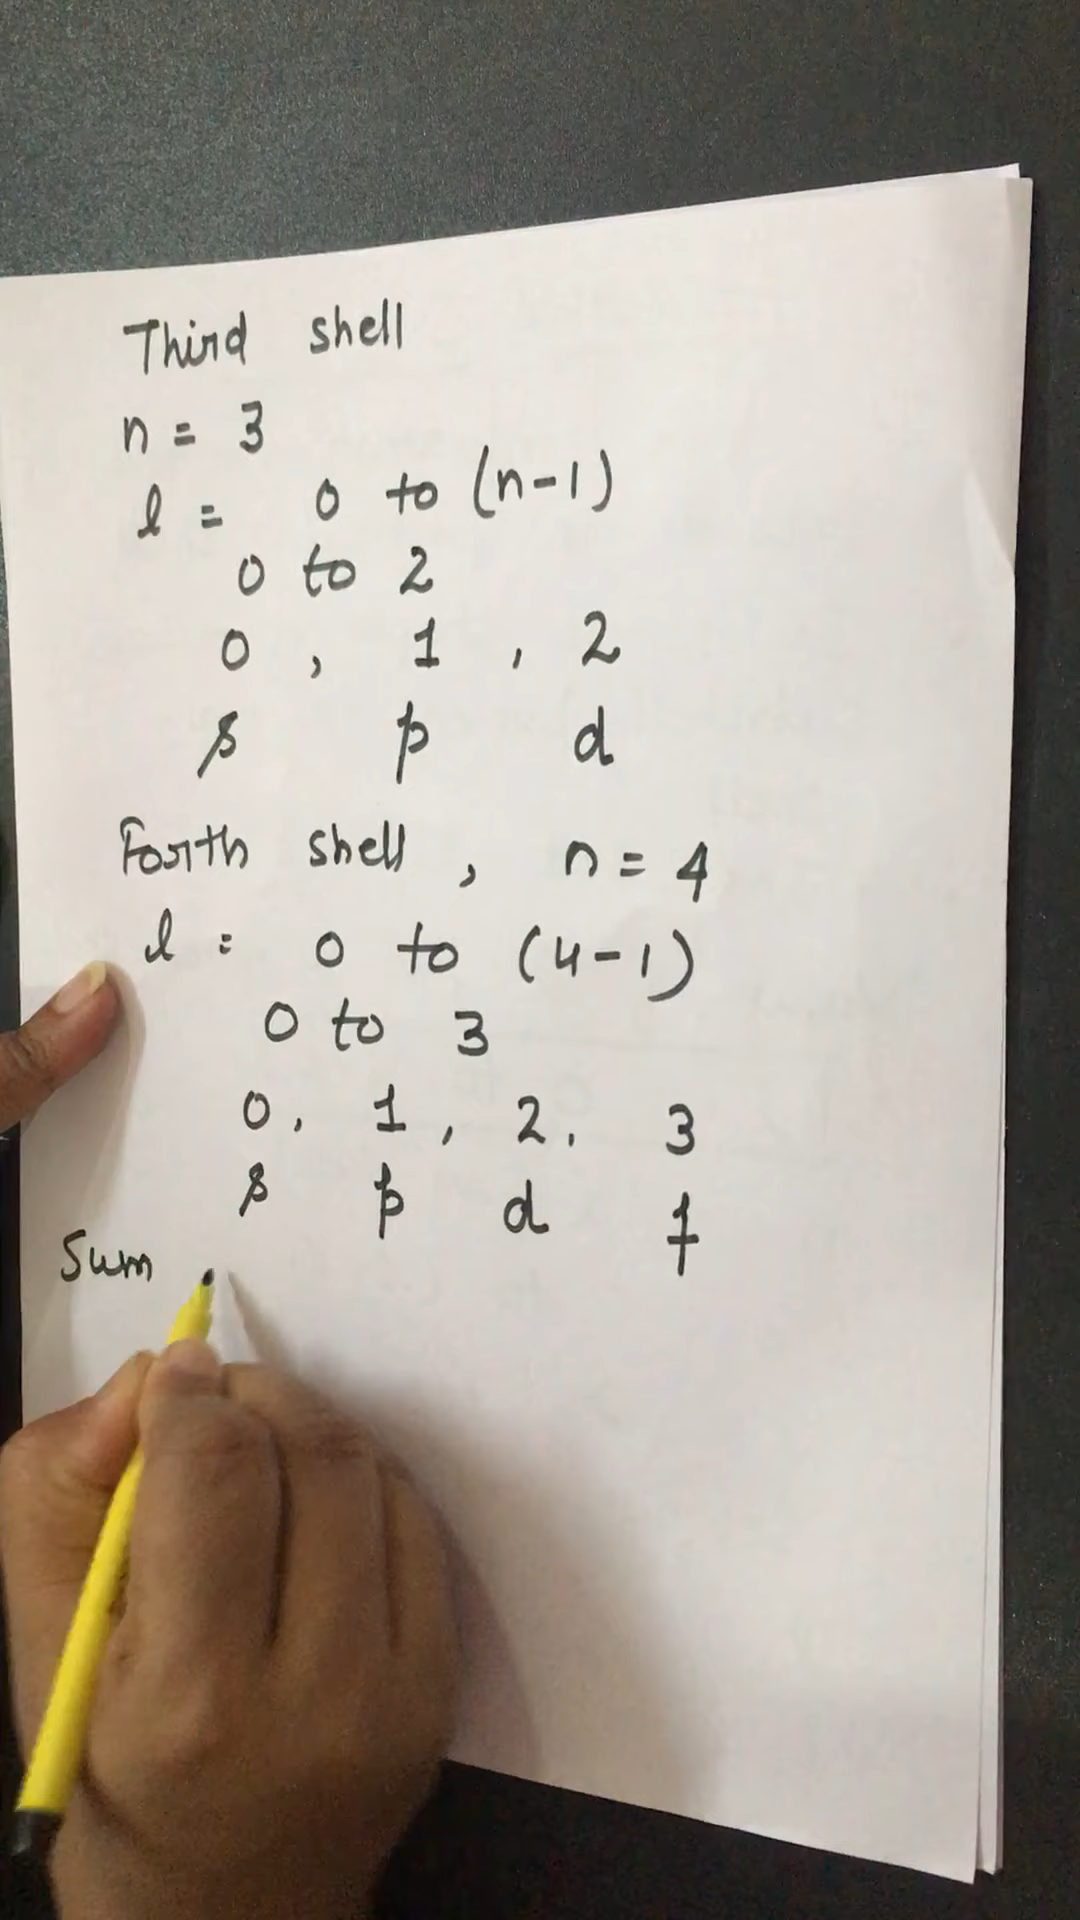 Third shell
n = 3
l = 0 to (n-1)
0 to 2
0 , 1 , 2
s p d
Forth shell , n = 4
l = 0 to (4-1)
0 to 3
0, 1, 2, 3
s p d f
Sum